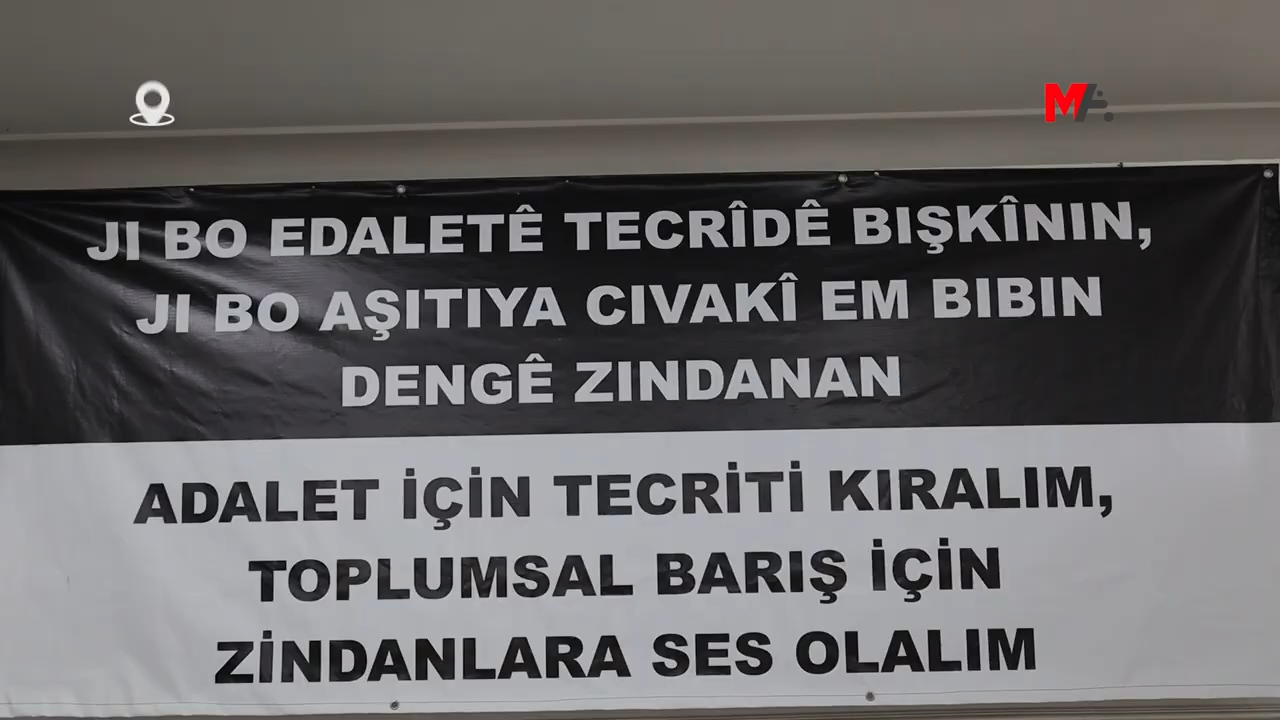 MA
JI BO EDALETÊ TECRÎDÊ BIŞKÎNIN,
JI BO AŞITIYA CIVAKÎ EM BIBIN
DENGÊ ZINDANAN
ADALET İÇİN TECRİTİ KIRALIM,
TOPLUMSAL BARIŞ İÇİN
ZİNDANLARA SES OLALIM